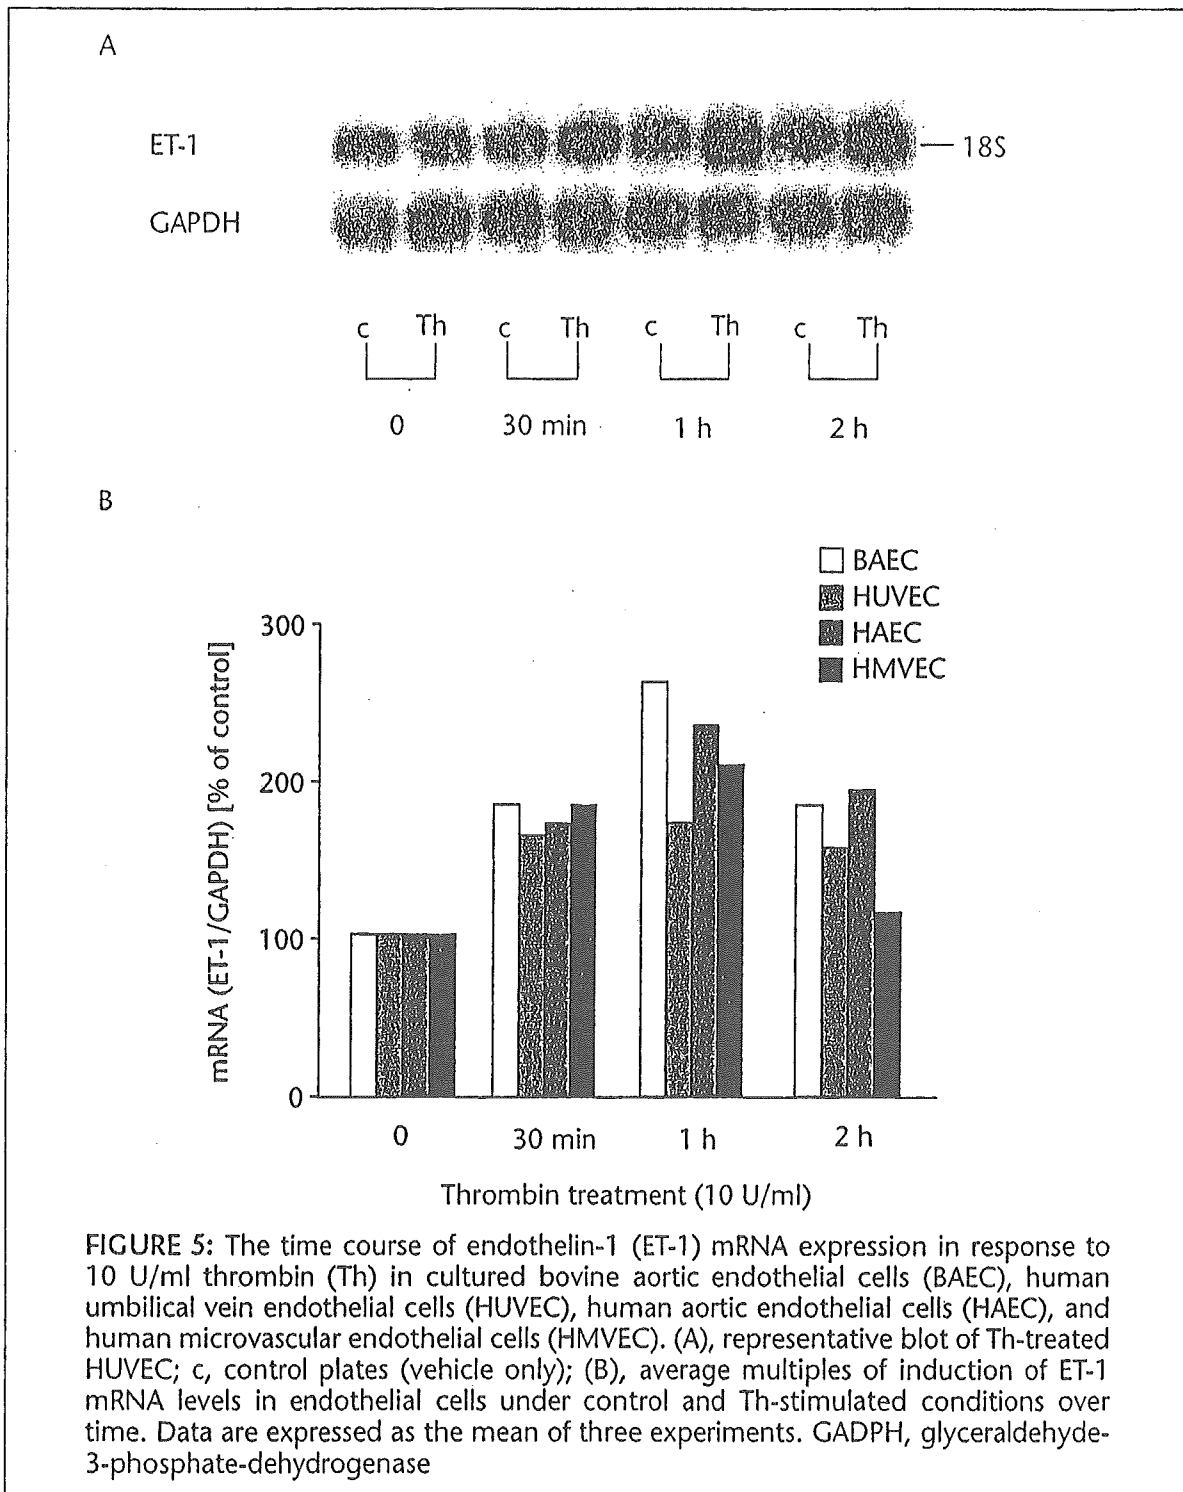 A
ET-1
18S
GAPDH
c Th c Th c Th c Th
0 30 min 1 h 2 h
B
BAEC
HUVEC
HAEC
HMVEC
mRNA (ET-1/GAPDH) [% of control]
300
200
100
0
0 30 min 1 h 2 h
Thrombin treatment (10 U/ml)
FIGURE 5: The time course of endothelin-1 (ET-1) mRNA expression in response to
10 U/ml thrombin (Th) in cultured bovine aortic endothelial cells (BAEC), human
umbilical vein endothelial cells (HUVEC), human aortic endothelial cells (HAEC), and
human microvascular endothelial cells (HMVEC). (A), representative blot of Th-treated
HUVEC; c, control plates (vehicle only); (B), average multiples of induction of ET-1
mRNA levels in endothelial cells under control and Th-stimulated conditions over
time. Data are expressed as the mean of three experiments. GADPH, glyceraldehyde-
3-phosphate-dehydrogenase